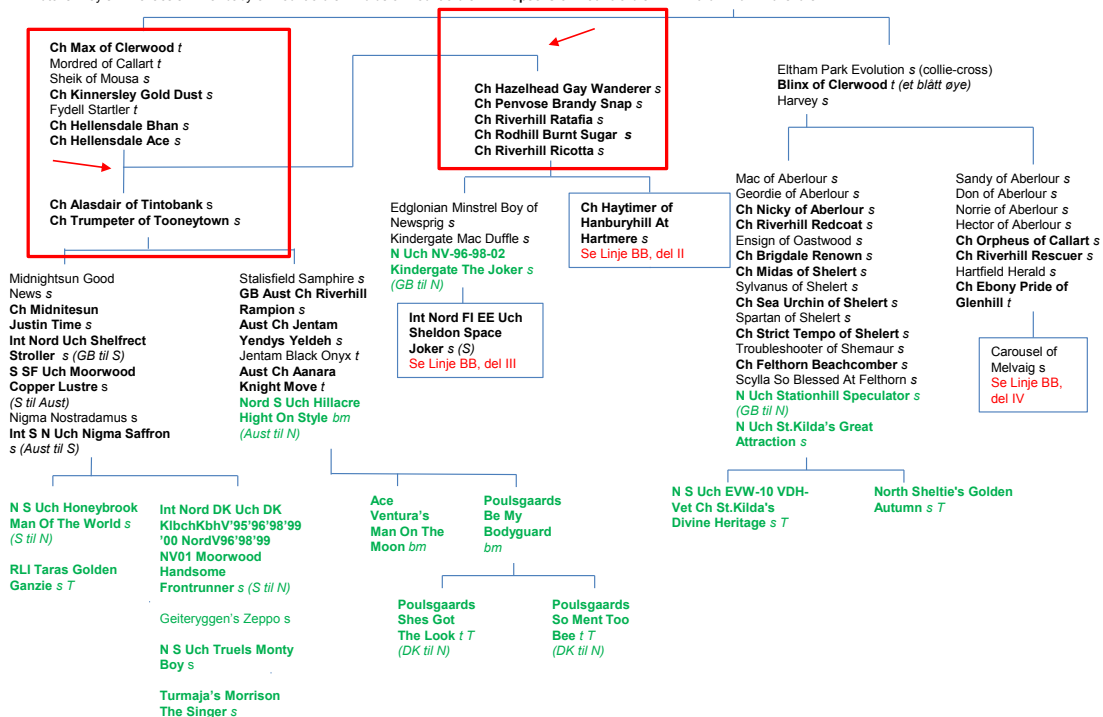 Ch Max of Clerwood t
Mordred of Callart t
Sheik of Mousa s
Ch Kinnersley Gold Dust s
Fydell Startler t
Ch Hellensdale Bhan s
Ch Hellensdale Ace s
Ch Alasdair of Tintobank s
Ch Trumpeter of Tooneytown s
Ch Hazelhead Gay Wanderer s
Ch Penvose Brandy Snap s
Ch Riverhill Ratafia s
Ch Rodhill Burnt Sugar s
Ch Riverhill Ricotta s
Eltham Park Evolution s (collie-cross)
Blinx of Clerwood t (et blått øye)
Harvey s
Edglonian Minstrel Boy of
Newsprig s
Kindergate Mac Duffle s
N Uch NV-96-98-02
Kindergate The Joker s
(GB til N)
Ch Haytimer of
Hanburyhill At
Hartmere s
Se Linje BB, del II
Int Nord FI EE Uch
Sheldon Space
Joker s (S)
Se Linje BB, del III
Mac of Aberlour s
Geordie of Aberlour s
Ch Nicky of Aberlour s
Ch Riverhill Redcoat s
Ensign of Oastwood s
Ch Brigdale Renown s
Ch Midas of Shelert s
Sylvanus of Shelert s
Ch Sea Urchin of Shelert s
Spartan of Shelert s
Ch Strict Tempo of Shelert s
Troubleshooter of Shemaur s
Ch Felthorn Beachcomber s
Scylla So Blessed At Felthorn s
N Uch Stationhill Speculator s
(GB til N)
N Uch St.Kilda's Great
Attraction s
Sandy of Aberlour s
Don of Aberlour s
Norrie of Aberlour s
Hector of Aberlour s
Ch Orpheus of Callart s
Ch Riverhill Rescuer s
Hartfield Herald s
Ch Ebony Pride of
Glenhill t
Carousel of
Melvaig s
Se Linje BB,
del IV
Midnightsun Good
News s
Ch Midnitesun
Justin Time s
Int Nord Uch Shelfrect
Stroller s (GB til S)
S SF Uch Moorwood
Copper Lustre s
(S til Aust)
Nigma Nostradamus s
Int S N Uch Nigma Saffron
s (Aust til S)
Stalisfield Samphire s
GB Aust Ch Riverhill
Rampion s
Aust Ch Jentam
Yendys Yeldeh s
Jentam Black Onyx t
Aust Ch Aanara
Knight Move t
Nord S Uch Hillacre
Hight On Style bm
(Aust til N)
N S Uch Honeybrook
Man Of The World s
(S til N)
RLI Taras Golden
Ganzie s T
Int Nord DK Uch DK
KlbchKbhV'95'96'98'99
'00 NordV96'98'99
NV01 Moorwood
Handsome
Frontrunner s (S til N)
Geiteryggen's Zeppo s
N S Uch Truels Monty
Boy s
Turmaja's Morrison
The Singer s
Ace
Ventura's
Man On The
Moon bm
Poulsgaards
Be My
Bodyguard
bm
Poulsgaards
Shes Got
The Look t T
(DK til N)
Poulsgaards
So Ment Too
Bee t T
(DK til N)
N S Uch EVW-10 VDH-
Vet Ch St.Kilda's
Divine Heritage s T
North Sheltie's Golden
Autumn s T